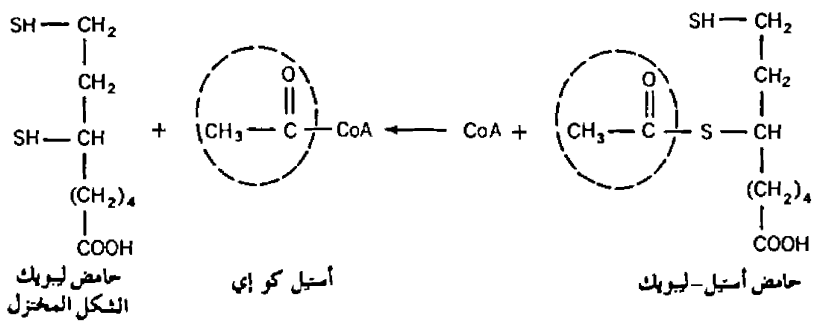 SH—CH₂
CH₂
SH—CH
(CH₂)₄
COOH
+
O
CH₃—C—CoA
←
CoA +
O
CH₃—C—S—CH
SH—CH₂
CH₂
(CH₂)₄
COOH
حامض ليبويك
الشكل المختزل
أستيل كو إي
حامض أستيل-ليبويك